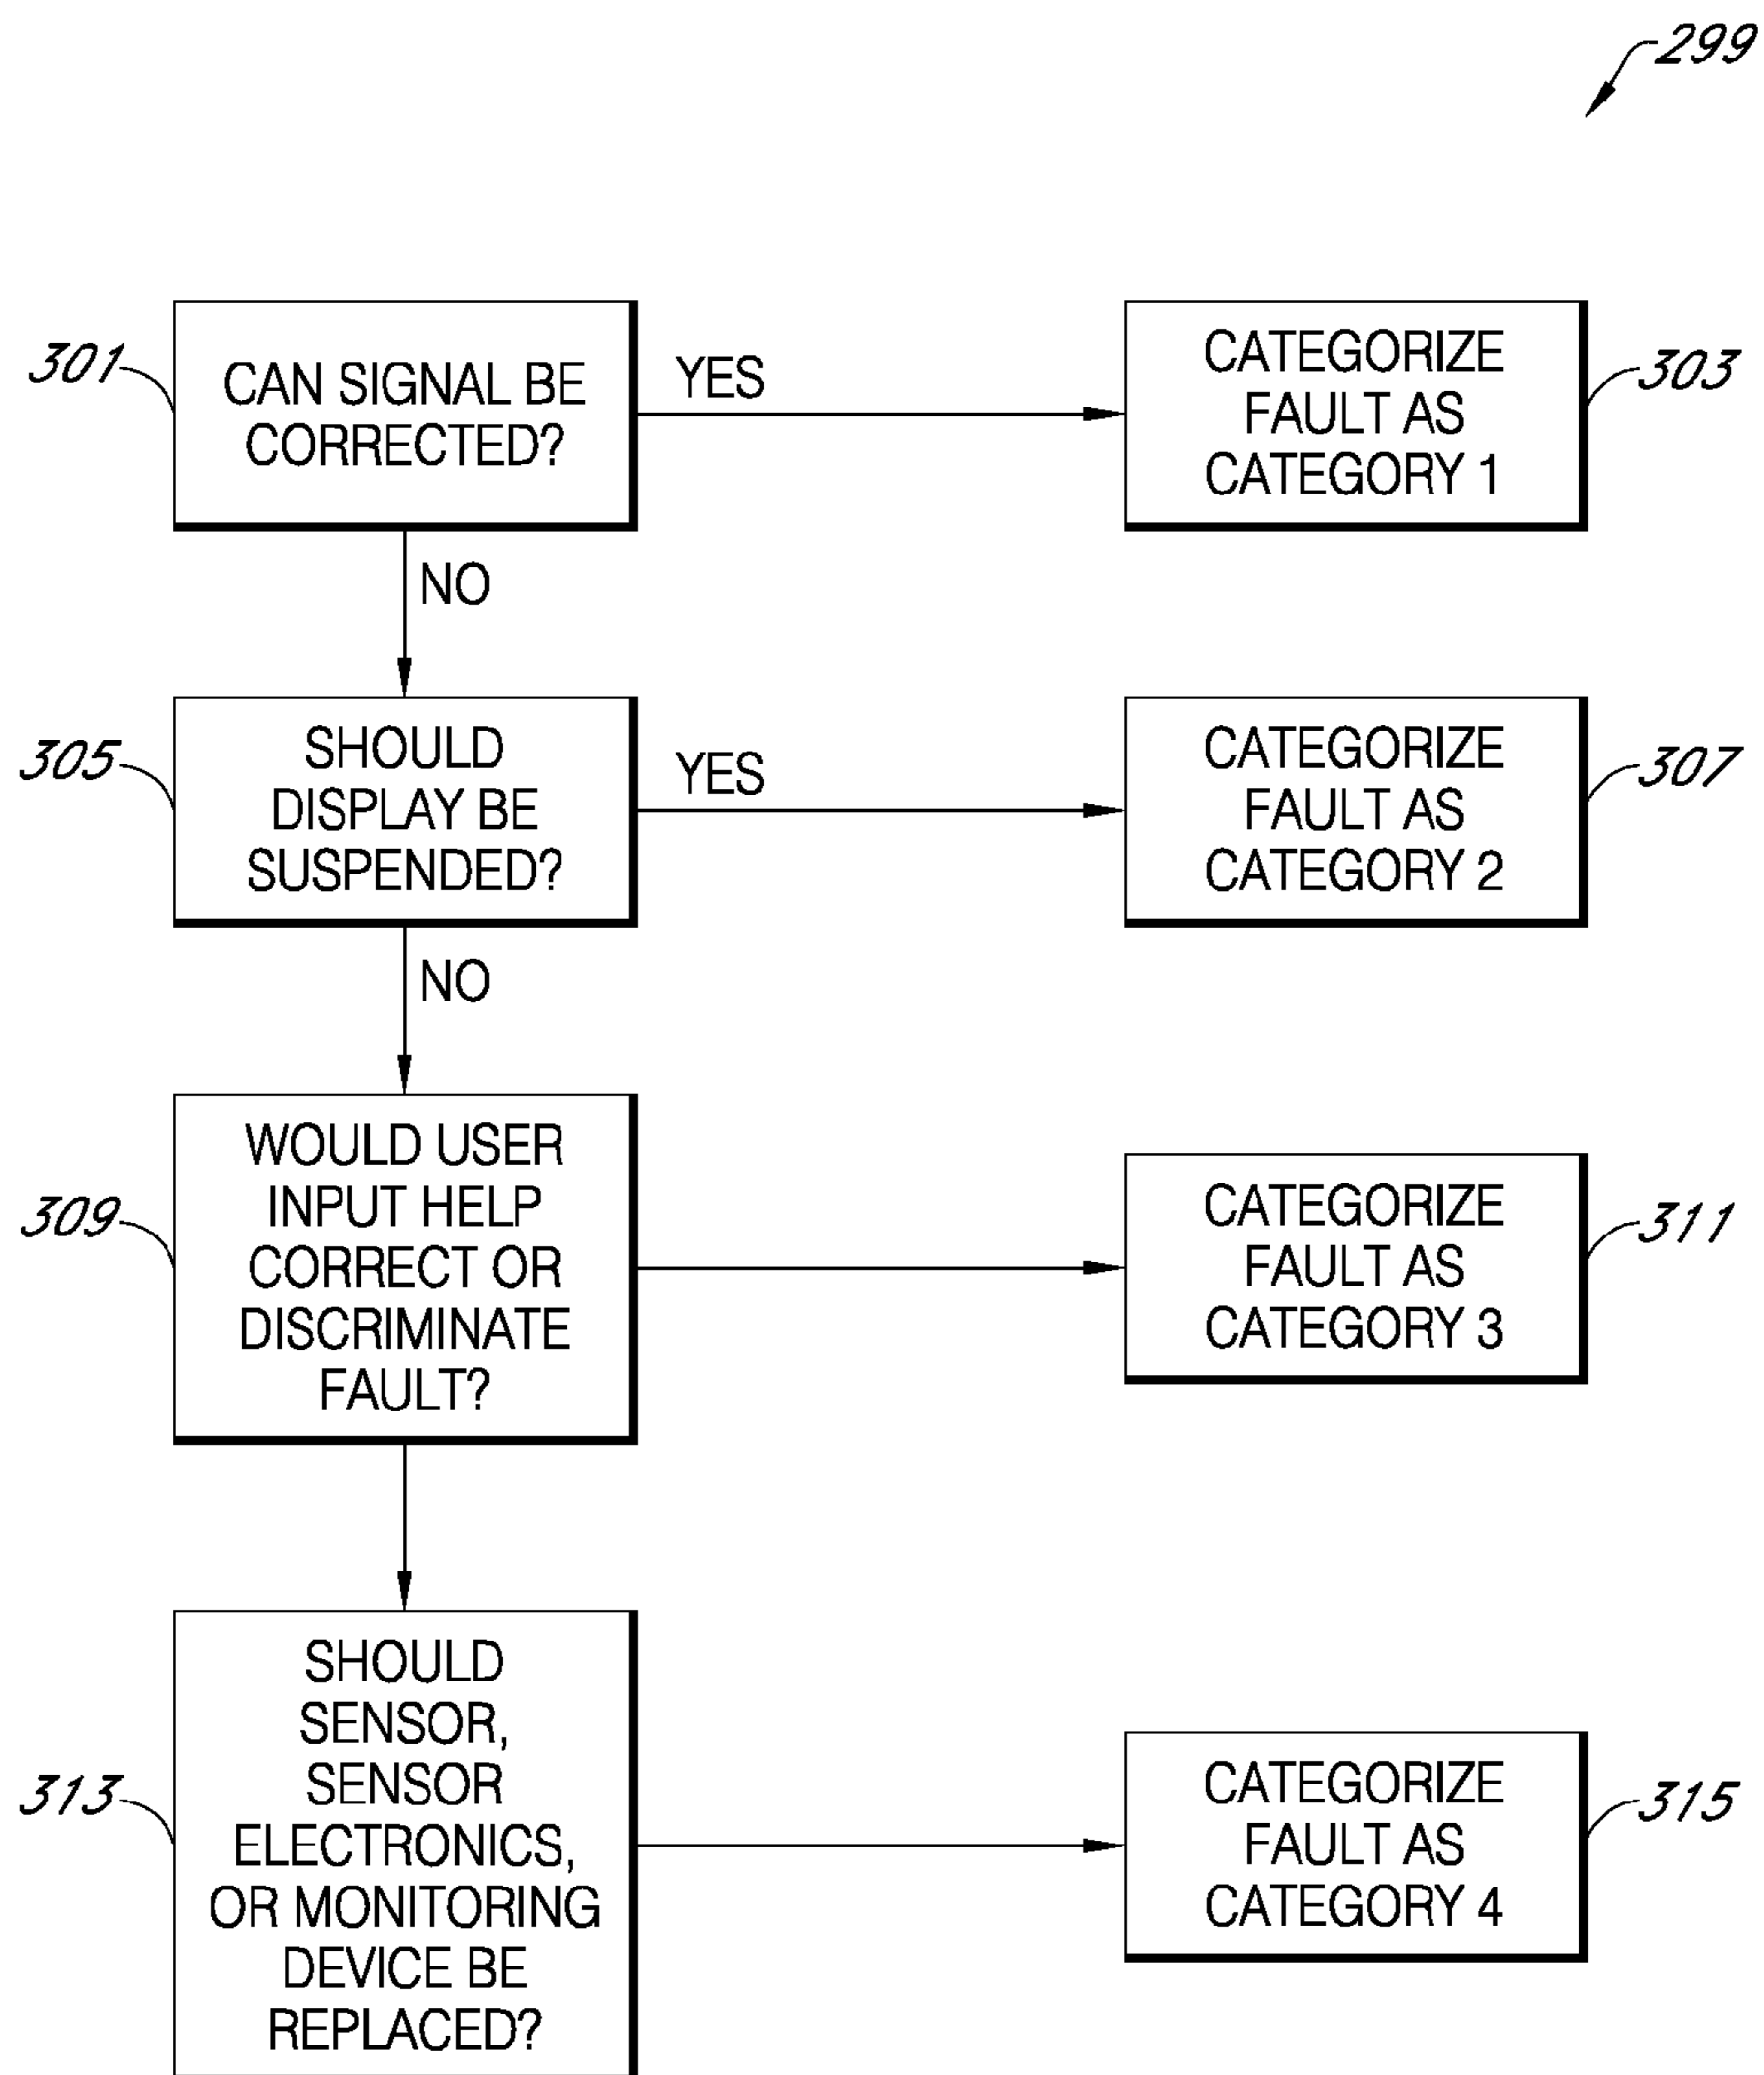 299
301
CAN SIGNAL BE
CORRECTED?
YES
CATEGORIZE
FAULT AS
CATEGORY 1
303
NO
305
SHOULD
DISPLAY BE
SUSPENDED?
YES
CATEGORIZE
FAULT AS
CATEGORY 2
307
NO
309
WOULD USER
INPUT HELP
CORRECT OR
DISCRIMINATE
FAULT?
CATEGORIZE
FAULT AS
CATEGORY 3
311
313
SHOULD
SENSOR,
SENSOR
ELECTRONICS,
OR MONITORING
DEVICE BE
REPLACED?
CATEGORIZE
FAULT AS
CATEGORY 4
315